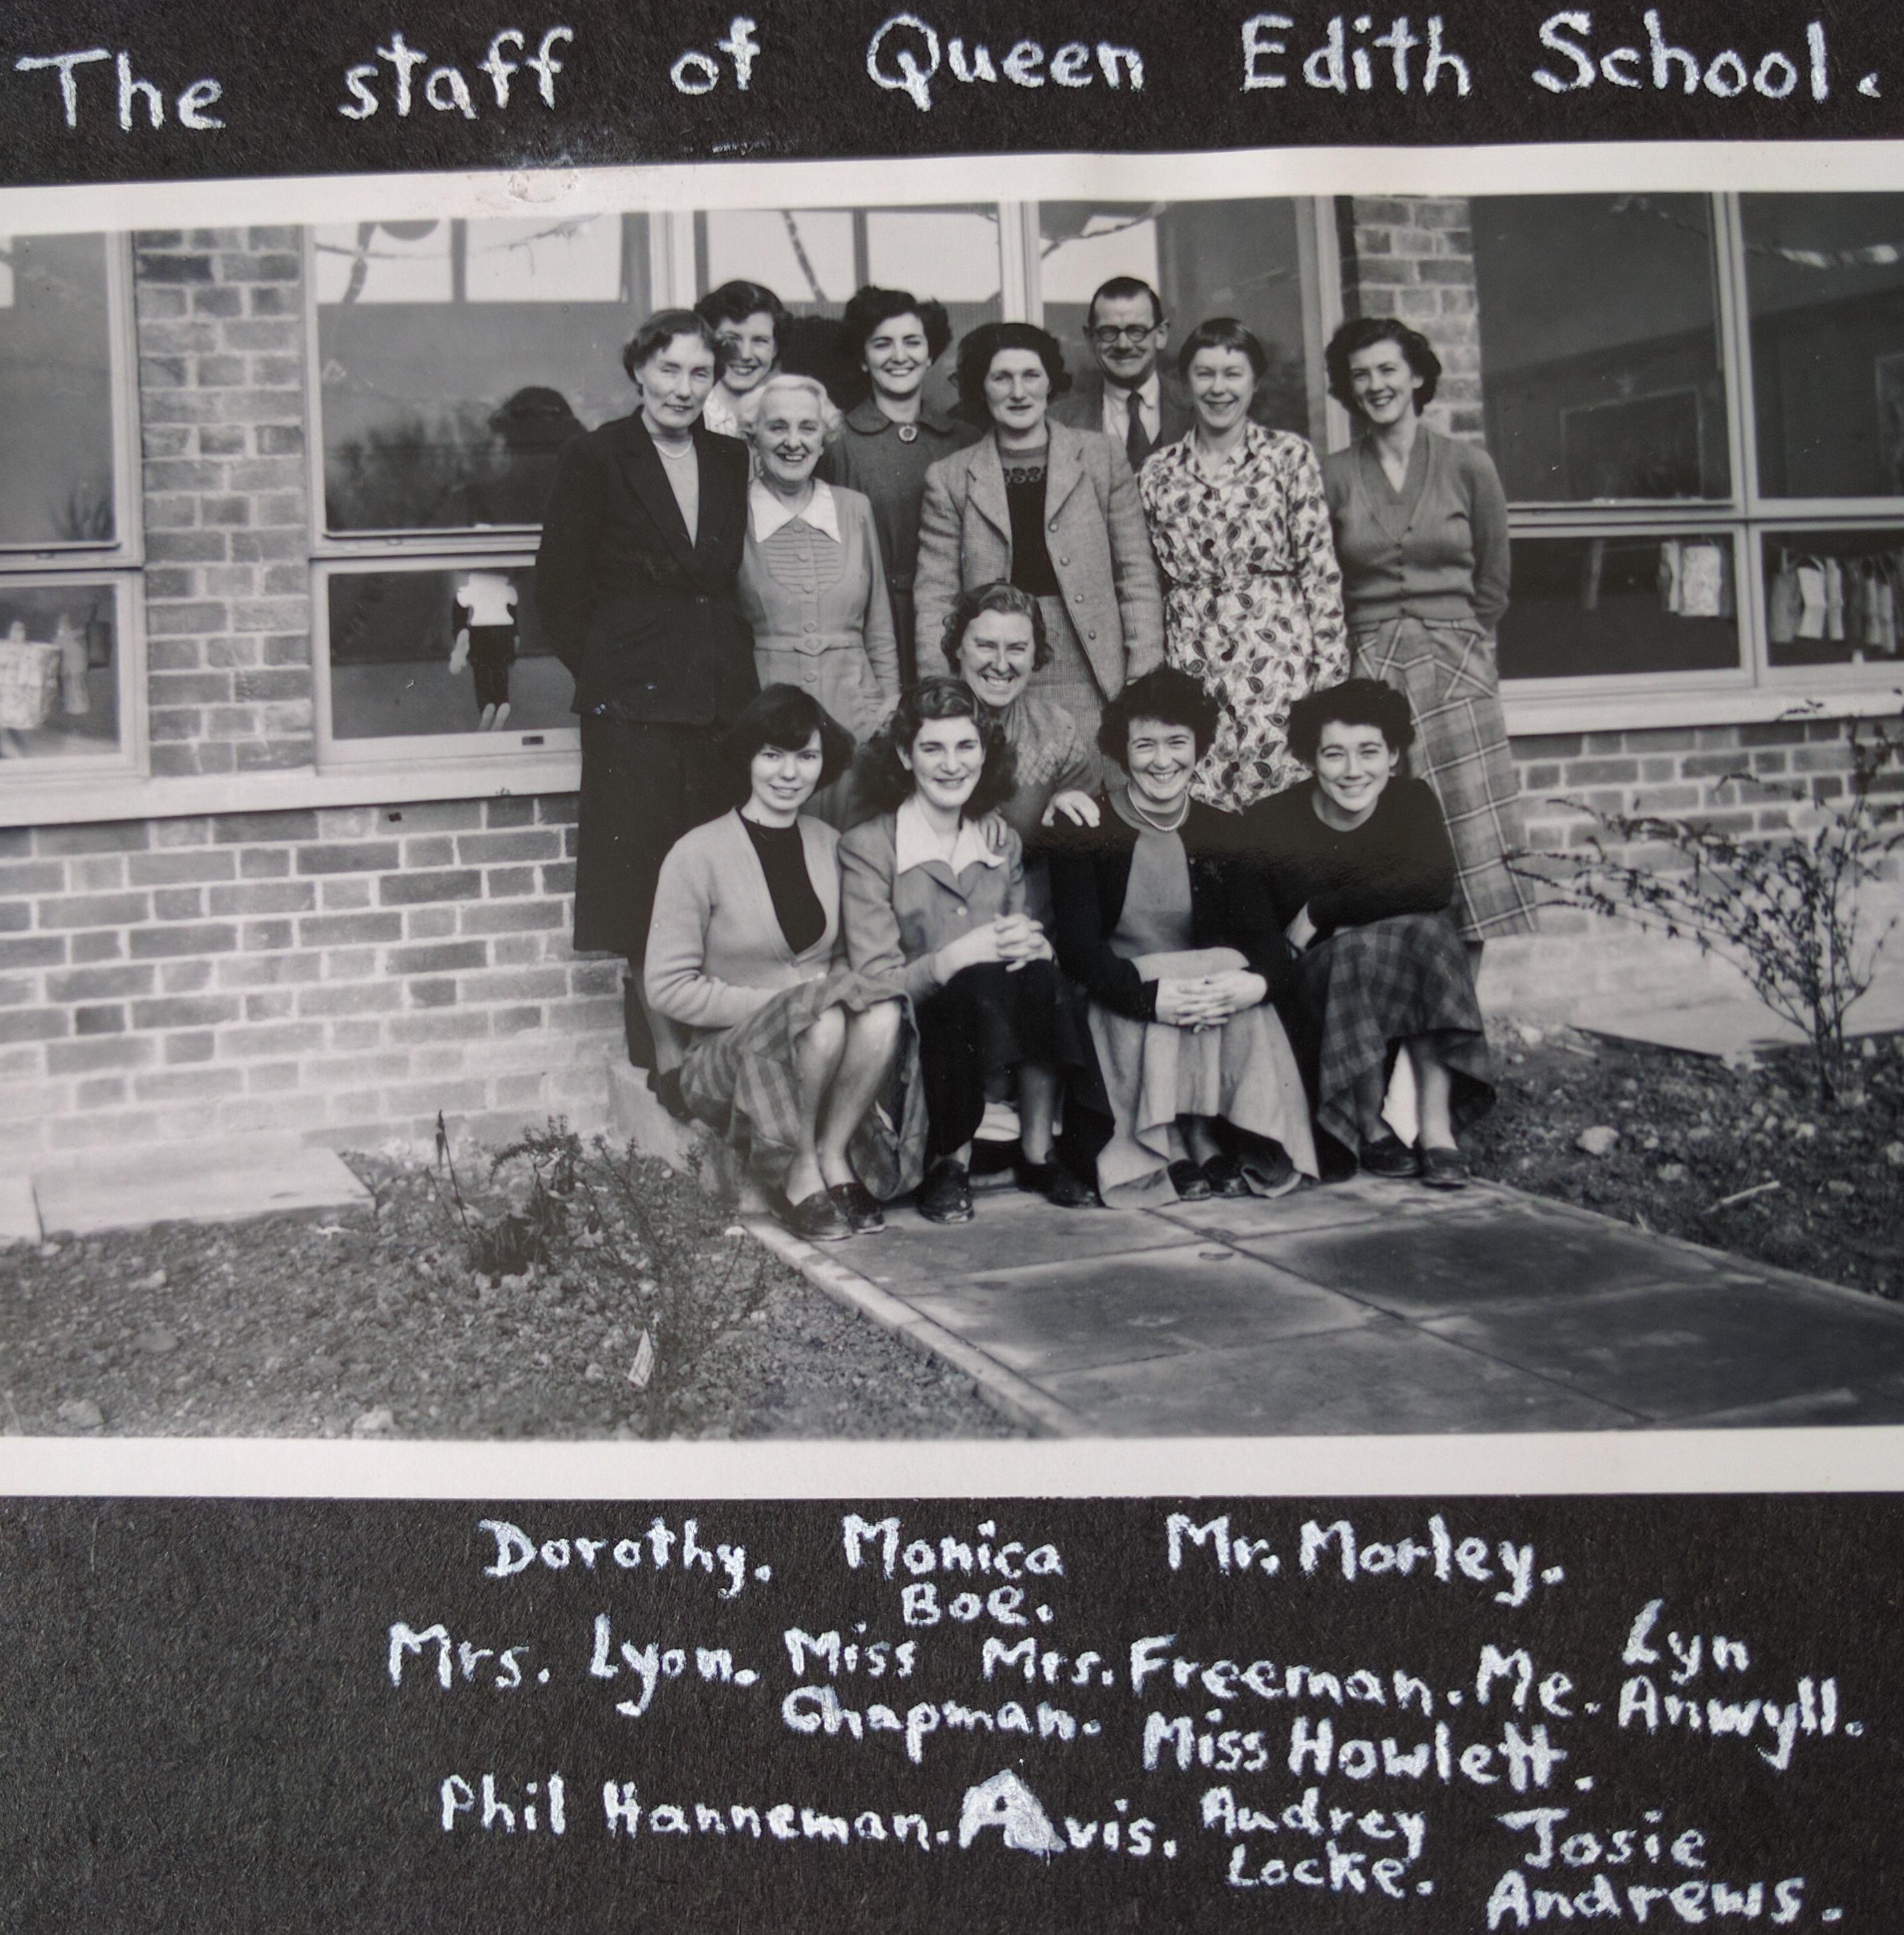 The staff of Queen Edith School.
Dorothy. Monica Mr. Morley.
Boe.
Lyn
Mrs. Lyon. Miss Mrs. Freeman. Me. Anwyll.
Chapman. Miss Howlett.
Phil Hanneman. Avis. Audrey Josie
Locke. Andrews.